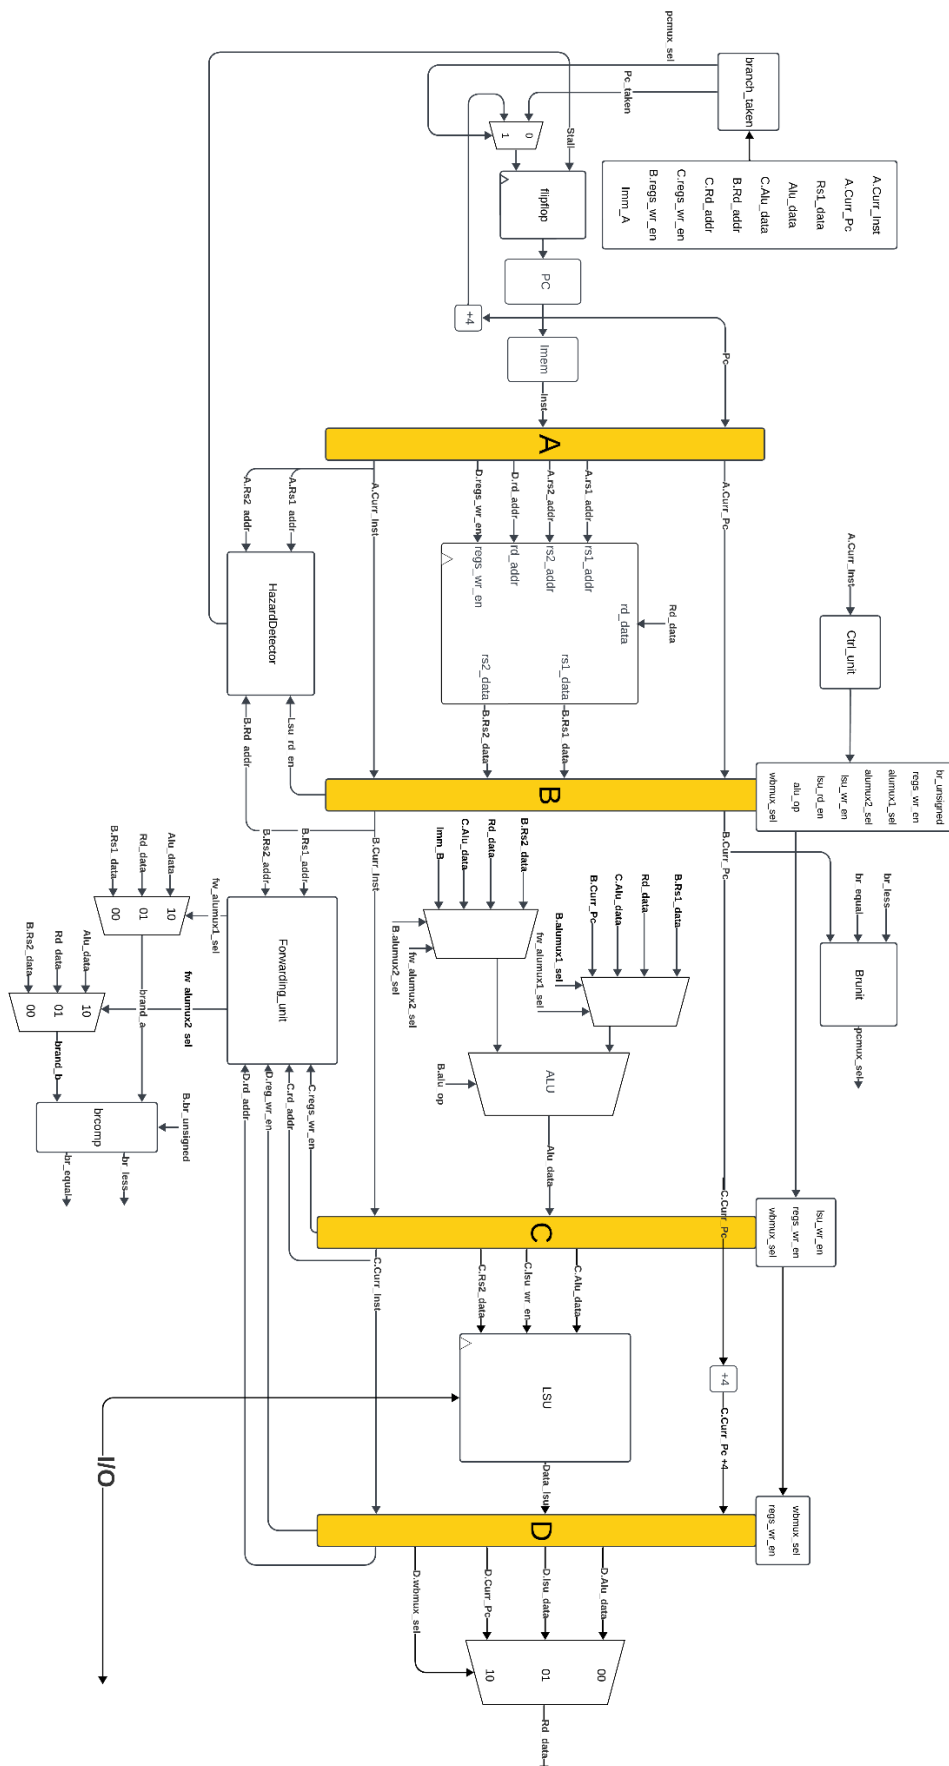 pcmux_sel
branch_taken
Pc_taken
A.Curr_Inst
A.Curr_Pc
Rs1_data
Alu_data
C.Alu_data
B.Rd_addr
C.Rd_addr
C.regs_wr_en
B.regs_wr_en
Imm_A
0
1
Stall
flipflop
PC
+4
Imem
Pc
Inst
A
A.Curr_Pc
A.rs1_addr
A.rs2_addr
D.rd_addr
D.regs_wr_en
A.Curr_Inst
A.Rs1_addr
A.Rs2_addr
rs1_addr
rs2_addr
rd_addr
regs_wr_en
rd_data
rs1_data
rs2_data
Rd_data
HazardDetector
A.Curr_Inst
Ctrl_unit
B.Rs1_data
B.Rs2_data
Lsu_rd_en
B.Rd_addr
B
br_unsigned
regs_wr_en
alumux1_sel
alumux2_sel
lsu_wr_en
lsu_rd_en
alu_op
wbmux_sel
B.Curr_Pc
B.Curr_Inst
B.Rs1_addr
B.Rs2_addr
br_less
br_equal
Brunit
pcmux_sel
B.Rs1_data
Rd_data
C.Alu_data
B.Curr_Pc
B.alumux1_sel
fw_alumux1_sel
B.Rs2_data
Rd_data
C.Alu_data
Imm_B
B.alumux2_sel
fw_alumux2_sel
ALU
B.alu_op
Alu_data
Forwarding_unit
fw_alumux1_sel
fw_alumux2_sel
Alu_data
Rd_data
B.Rs1_data
10
01
00
Alu_data
Rd_data
B.Rs2_data
10
01
00
brand_a
brand_b
B.br_unsigned
brcomp
br_less
br_equal
C.regs_wr_en
C.rd_addr
D.reg_wr_en
D.rd_addr
C
C.Curr_Pc
lsu_wr_en
regs_wr_en
wbmux_sel
C.Curr_Inst
C.Alu_data
C.lsu_wr_en
C.Rs2_data
LSU
+4
C.Curr_Pc +4
I/O
Data_lsu
D
wbmux_sel
regs_wr_en
D.Alu_data
D.lsu_data
D.Curr_Pc
D.wbmux_sel
00
01
10
Rd_data